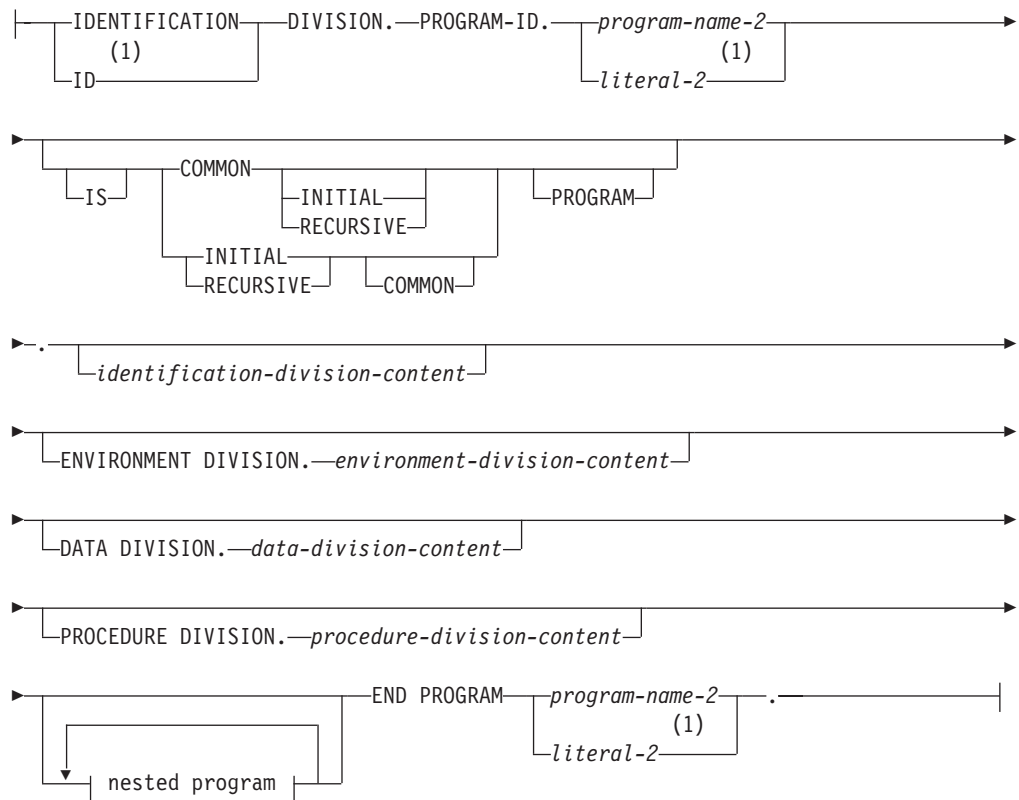 IDENTIFICATION DIVISION. PROGRAM-ID. program-name-2
(1) (1)
ID literal-2
COMMON
IS INITIAL PROGRAM
RECURSIVE
INITIAL
RECURSIVE COMMON
.
identification-division-content
ENVIRONMENT DIVISION. environment-division-content
DATA DIVISION. data-division-content
PROCEDURE DIVISION. procedure-division-content
END PROGRAM program-name-2 .
(1)
literal-2
nested program